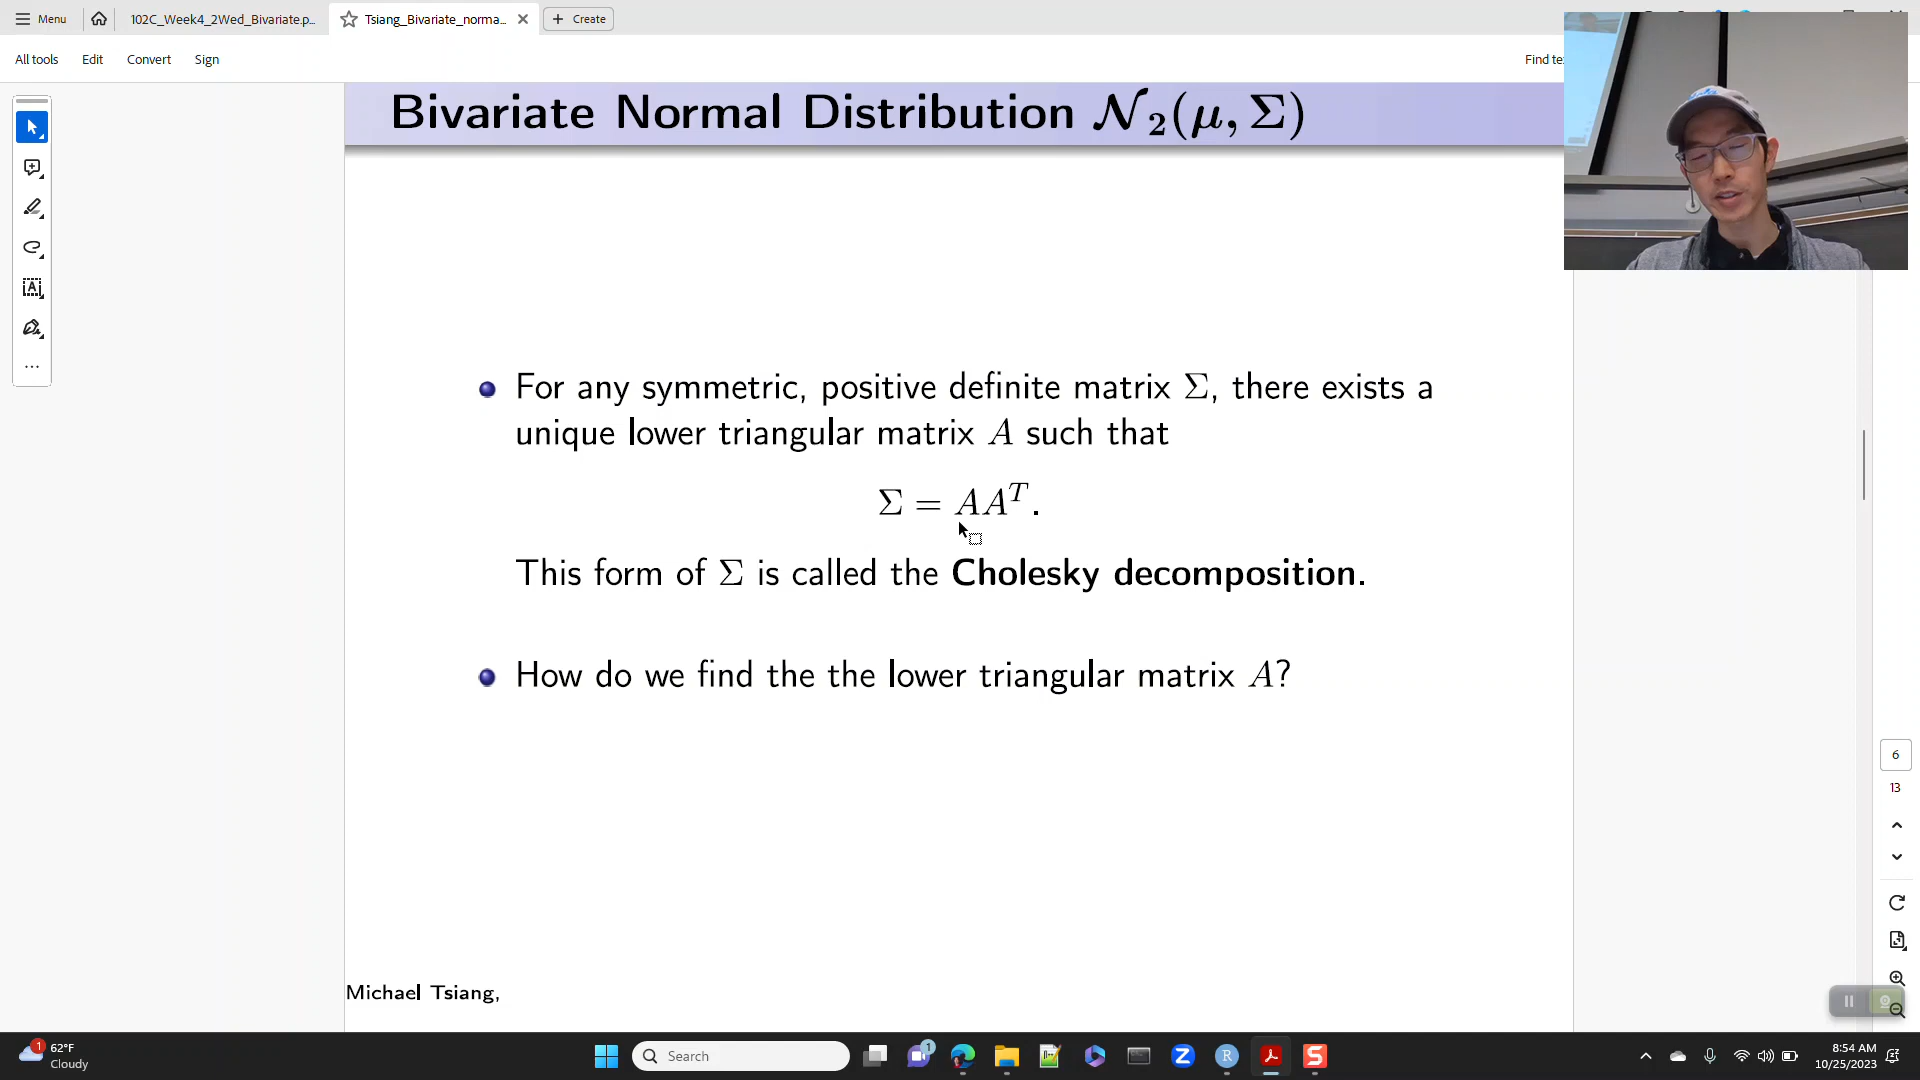 Menu
102C_Week4_2Wed_Bivariate.p...
Tsiang_Bivariate_norma...
Create
All tools
Edit
Convert
Sign
Find te
Bivariate Normal Distribution 𝒩₂(μ, Σ)
For any symmetric, positive definite matrix Σ, there exists a
unique lower triangular matrix A such that
Σ = AAᵀ.
This form of Σ is called the Cholesky decomposition.
How do we find the the lower triangular matrix A?
6
13
Michael Tsiang,
1
62°F
Cloudy
Search
1
8:54 AM
10/25/2023